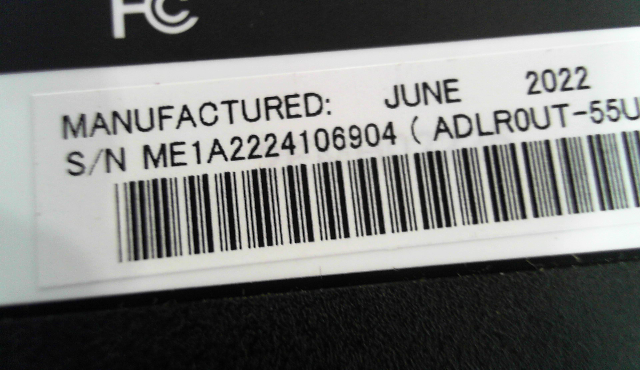 FC
MANUFACTURED: JUNE 2022
S/N ME1A2224106904 ( ADLR0UT-55U